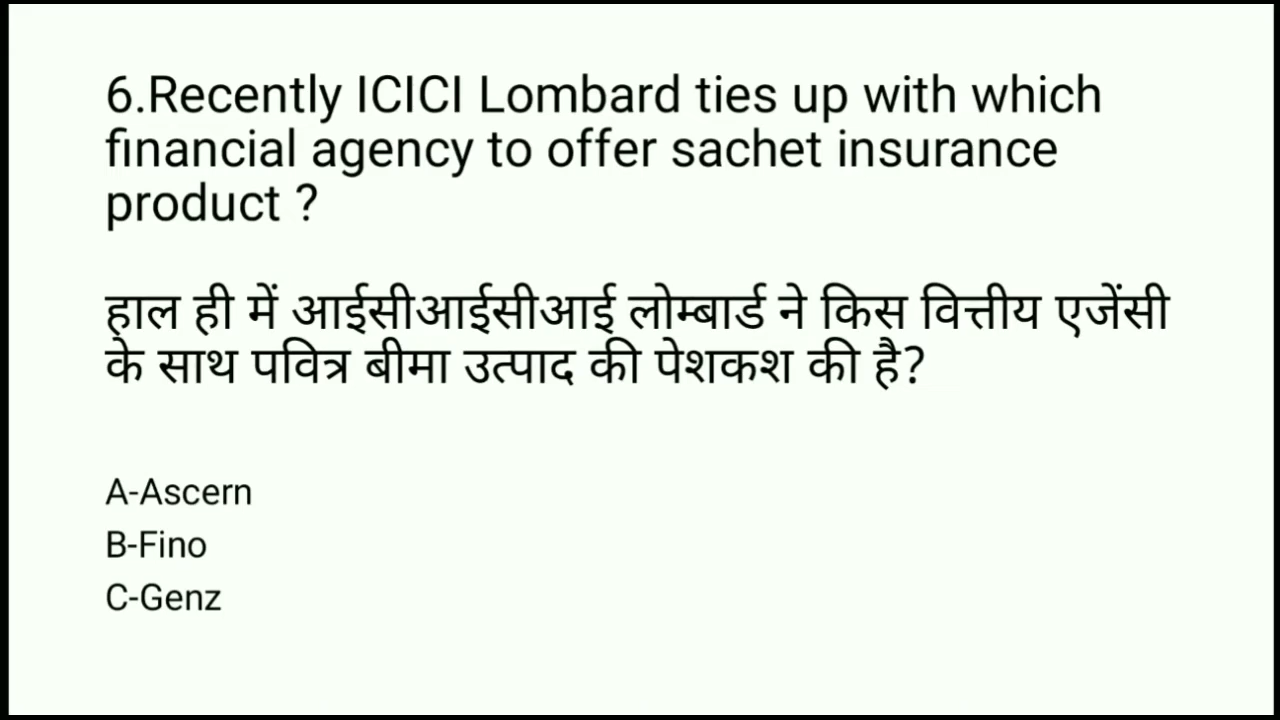 6.Recently ICICI Lombard ties up with which
financial agency to offer sachet insurance
product ?
हाल ही में आईसीआईसीआई लोम्बार्ड ने किस वित्तीय एजेंसी
के साथ पवित्र बीमा उत्पाद की पेशकश की है?
A-Ascern
B-Fino
C-Genz